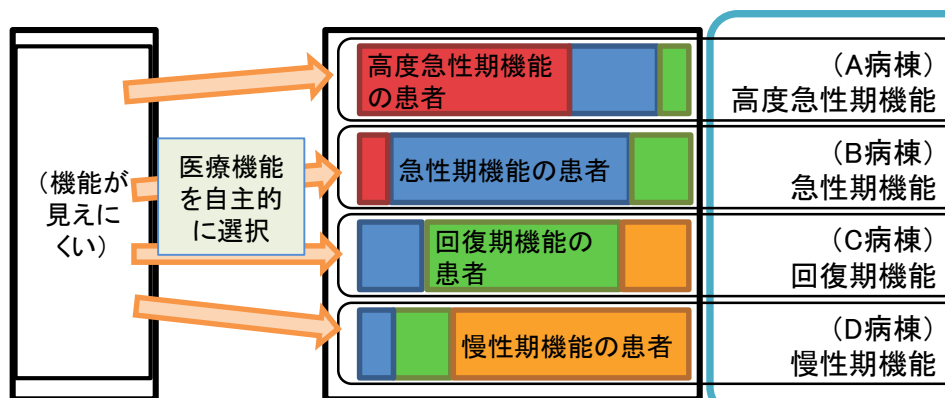 (機能が
見えに
くい)
医療機能
を自主的
に選択
高度急性期機能
の患者
急性期機能の患者
回復期機能の
患者
慢性期機能の患者
(A病棟)
高度急性期機能
(B病棟)
急性期機能
(C病棟)
回復期機能
(D病棟)
慢性期機能